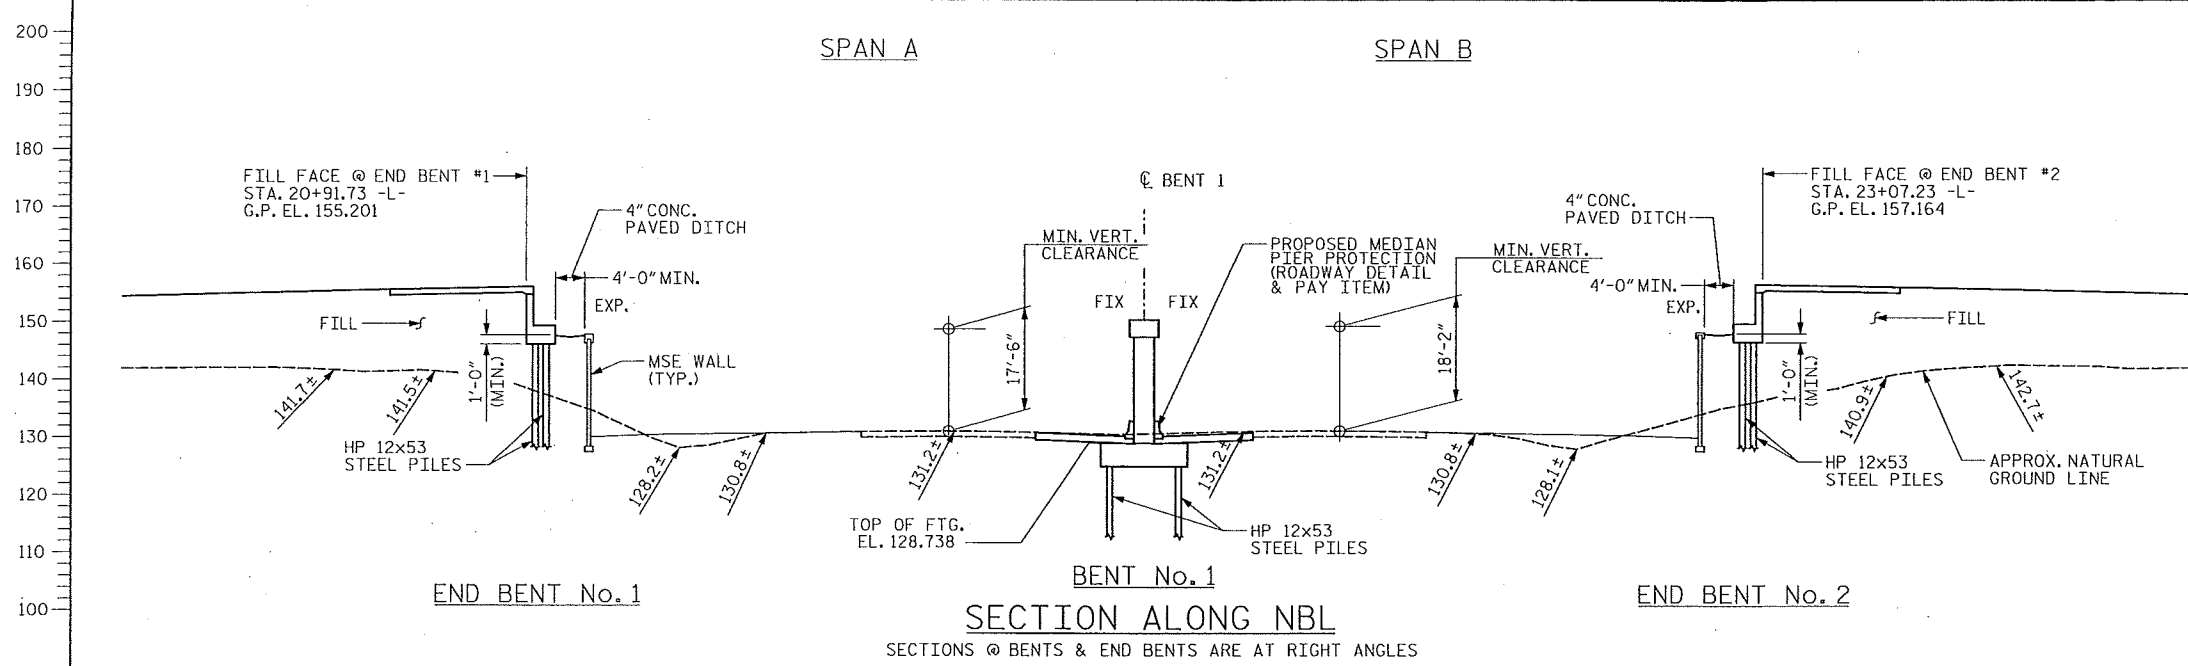 200
190
180
170
160
150
140
130
120
110
100
SPAN A
SPAN B
FILL FACE @ END BENT #1
STA. 20+91.73 -L-
G.P. EL. 155.201
4" CONC.
PAVED DITCH
4'-0" MIN.
EXP.
FILL
1'-0"
(MIN.)
MSE WALL
(TYP.)
141.7±
141.5±
HP 12x53
STEEL PILES
128.2±
130.8±
MIN. VERT.
CLEARANCE
17'-6"
131.2±
TOP OF FTG.
EL. 128.738
℄ BENT 1
FIX
FIX
PROPOSED MEDIAN
PIER PROTECTION
(ROADWAY DETAIL
& PAY ITEM)
131.2±
HP 12x53
STEEL PILES
MIN. VERT.
CLEARANCE
18'-2"
130.8±
128.1±
4" CONC.
PAVED DITCH
4'-0" MIN.
EXP.
FILL FACE @ END BENT #2
STA. 23+07.23 -L-
G.P. EL. 157.164
FILL
1'-0"
(MIN.)
140.9±
142.7±
HP 12x53
STEEL PILES
APPROX. NATURAL
GROUND LINE
END BENT No. 1
BENT No. 1
END BENT No. 2
SECTION ALONG NBL
SECTIONS @ BENTS & END BENTS ARE AT RIGHT ANGLES